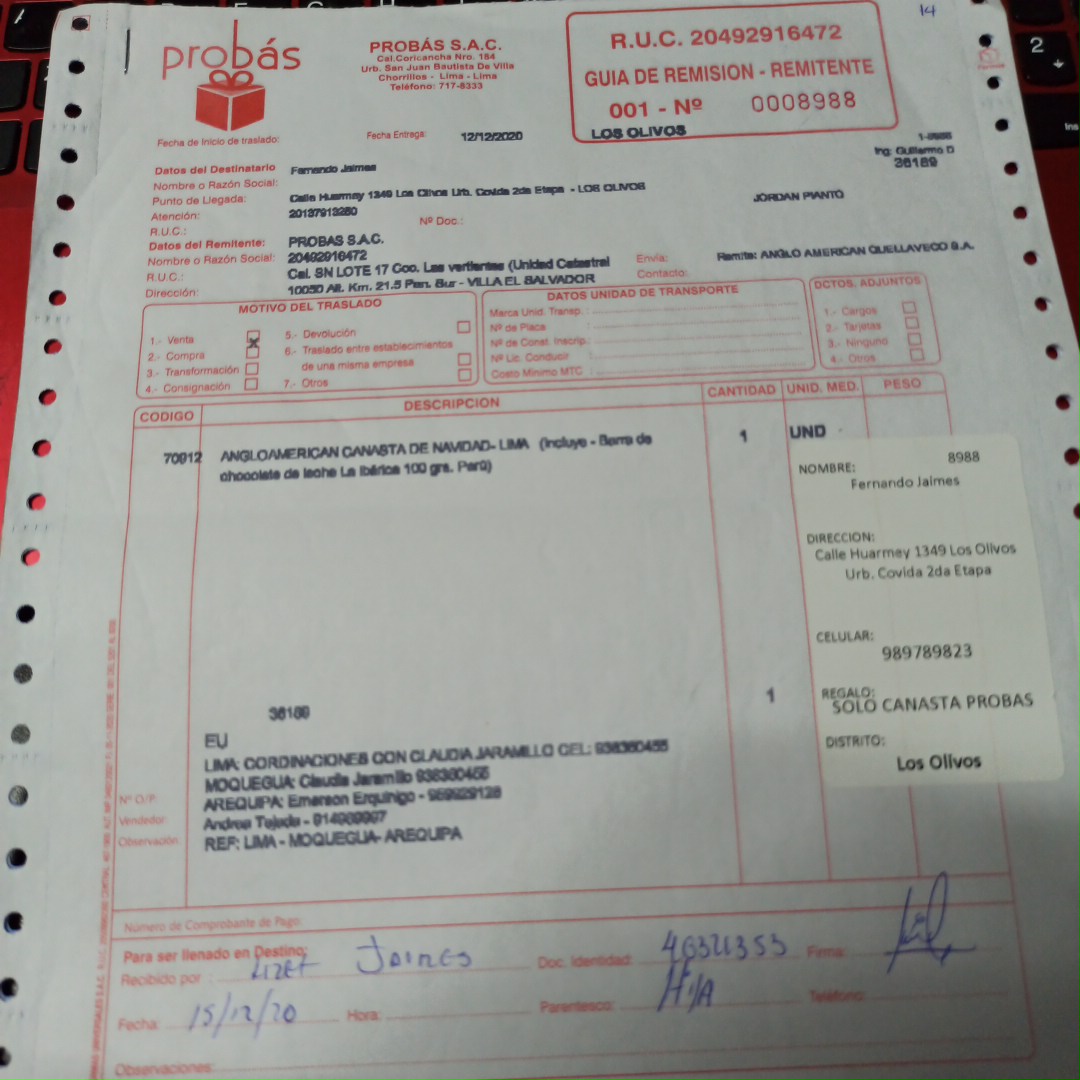 14
probás
PROBÁS S.A.C.
Cal.Coricancha Nro. 154
Urb. San Juan Bautista De Villa
Chorrillos - Lima - Lima
Teléfono: 717-8333
R.U.C. 20492916472
GUIA DE REMISION - REMITENTE
001 - Nº 0008988
LOS OLIVOS
Fecha de Inicio de traslado:
Fecha Entrega: 12/12/2020
Ing: Guillermo D
36189
Datos del Destinatario
Nombre o Razón Social: Fernando Jaimes
Punto de Llegada: Calle Huarmey 1349 Los Olivos Urb. Covida 2da Etapa - LOS OLIVOS
Atención: JORDAN PIANTO
R.U.C.: 20137913250
Nº Doc.:
Datos del Remitente:
Nombre o Razón Social: PROBAS S.A.C.
R.U.C.: 20492916472
Dirección: Cal. SN LOTE 17 Coo. Las vertientes (Unidad Catastral
10050 Alt. Km. 21.5 Pan. Sur - VILLA EL SALVADOR
Envia: Remite: ANGLO AMERICAN QUELLAVECO S.A.
Contacto:
MOTIVO DEL TRASLADO
1.- Venta x
2.- Compra
3.- Transformación
4.- Consignación
5.- Devolución
6.- Traslado entre establecimientos
de una misma empresa
7.- Otros
DATOS UNIDAD DE TRANSPORTE
Marca Unid. Transp. :
Nº de Placa :
Nº de Const. Inscrip.:
Nº Lic. Conducir :
Costo Mínimo MTC :
DCTOS. ADJUNTOS
1.- Cargos
2.- Tarjetas
3.- Ninguno
4.- Otros
CODIGO DESCRIPCION CANTIDAD UNID. MED. PESO
70912 ANGLOAMERICAN CANASTA DE NAVIDAD- LIMA (incluye - Barra de 1 UND
chocolate de leche La Ibérica 100 grs. Perú)
8988
NOMBRE:
Fernando Jaimes
DIRECCION:
Calle Huarmey 1349 Los Olivos
Urb. Covida 2da Etapa
CELULAR:
989789823
REGALO:
SOLO CANASTA PROBAS
DISTRITO:
Los Olivos
1
36189
EU
LIMA: CORDINACIONES CON CLAUDIA JARAMILLO CEL: 938360455
MOQUEGUA: Claudia Jaramillo 938360455
AREQUIPA: Emerson Erquinigo - 959929128
Andrea Tejada - 914989997
REF: LIMA - MOQUEGUA- AREQUIPA
Nº O/P:
Vendedor:
Observación:
Número de Comprobante de Pago:
Para ser llenado en Destino:
Recibido por : Lizet Jaimes Doc. Identidad: 46321353 Firma:
Fecha: 15/12/20 Hora: Parentesco: Hija Teléfono:
Observaciones:
2
Ins